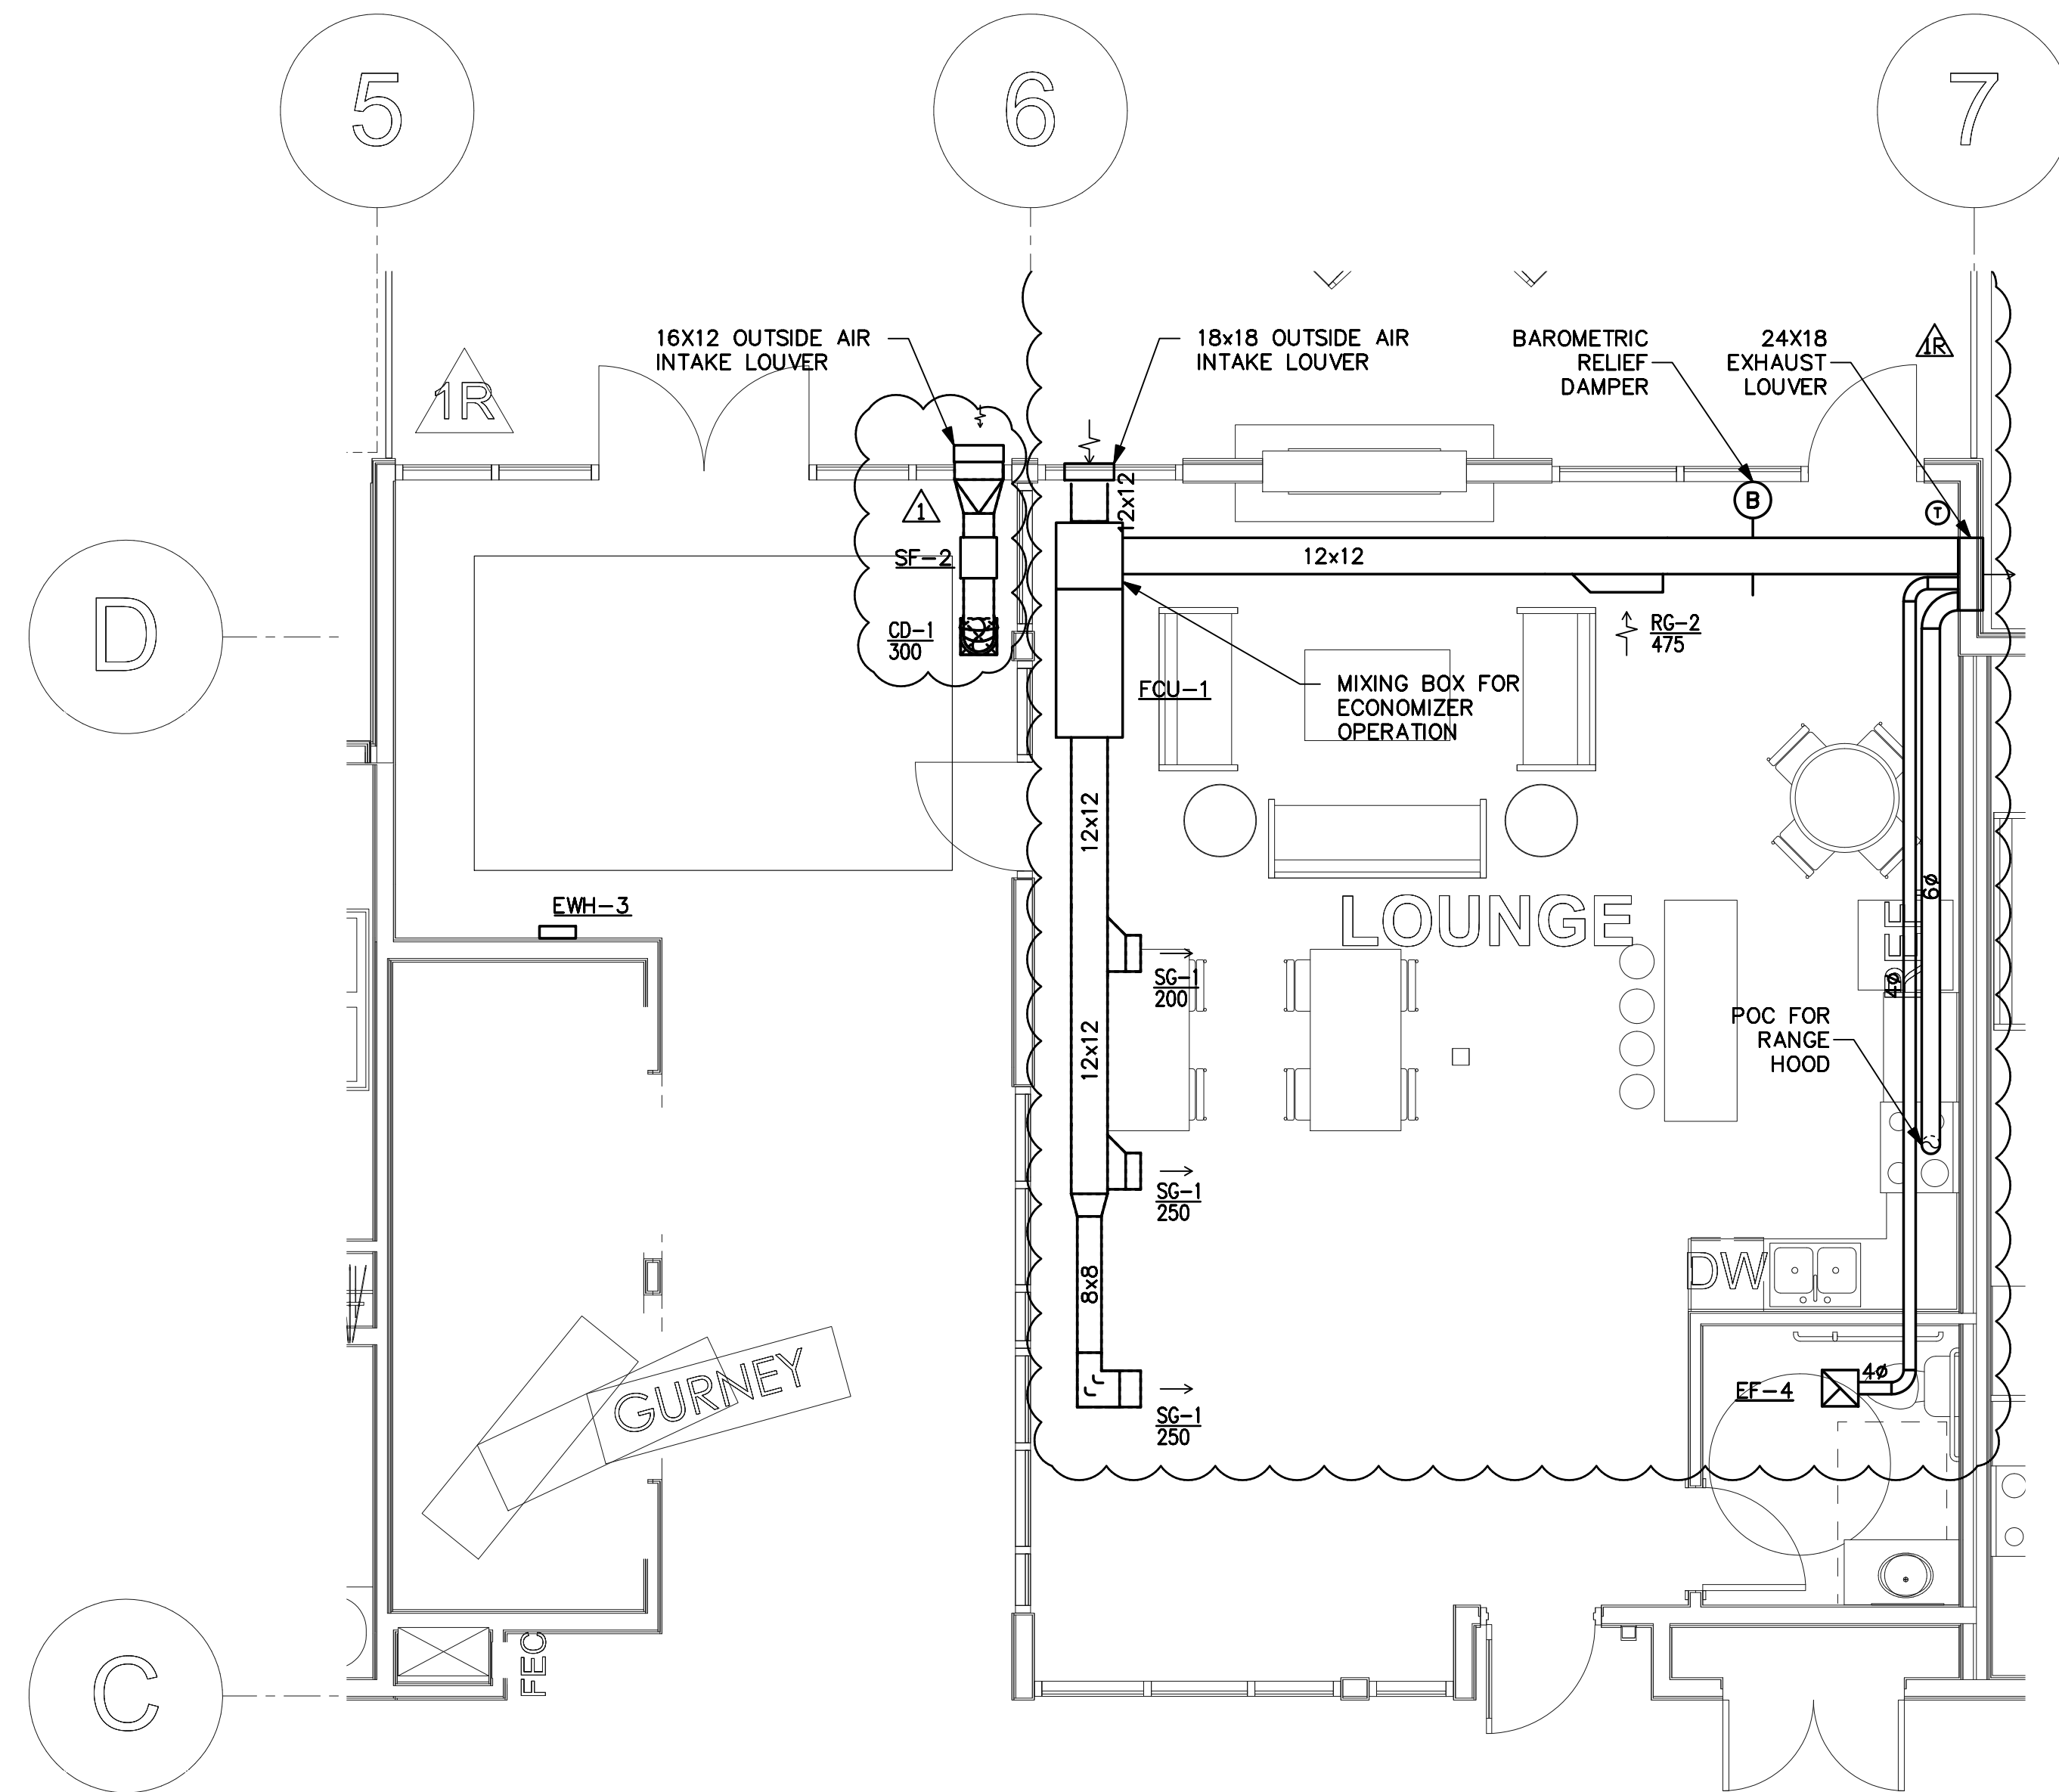 5
6
7
16X12 OUTSIDE AIR
INTAKE LOUVER
18x18 OUTSIDE AIR
INTAKE LOUVER
BAROMETRIC
RELIEF
DAMPER
24X18
EXHAUST
LOUVER
1R
1R
12x12
B
T
1
SF-2
12x12
CD-1
300
RG-2
475
D
FCU-1
MIXING BOX FOR
ECONOMIZER
OPERATION
12x12
EWH-3
LOUNGE
6ø
REF
4ø
SG-1
200
POC FOR
RANGE
HOOD
12x12
SG-1
250
8x8
DW
GURNEY
EF-4
4ø
SG-1
250
FEC
C